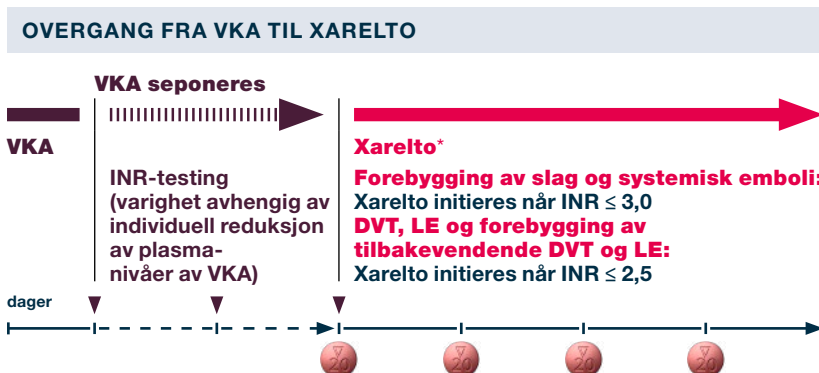 OVERGANG FRA VKA TIL XARELTO
VKA seponeres
VKA
INR-testing
(varighet avhengig av
individuell reduksjon
av plasma-
nivåer av VKA)
Xarelto*
Forebygging av slag og systemisk emboli:
Xarelto initieres når INR ≤ 3,0
DVT, LE og forebygging av
tilbakevendende DVT og LE:
Xarelto initieres når INR ≤ 2,5
dager
20
20
20
20